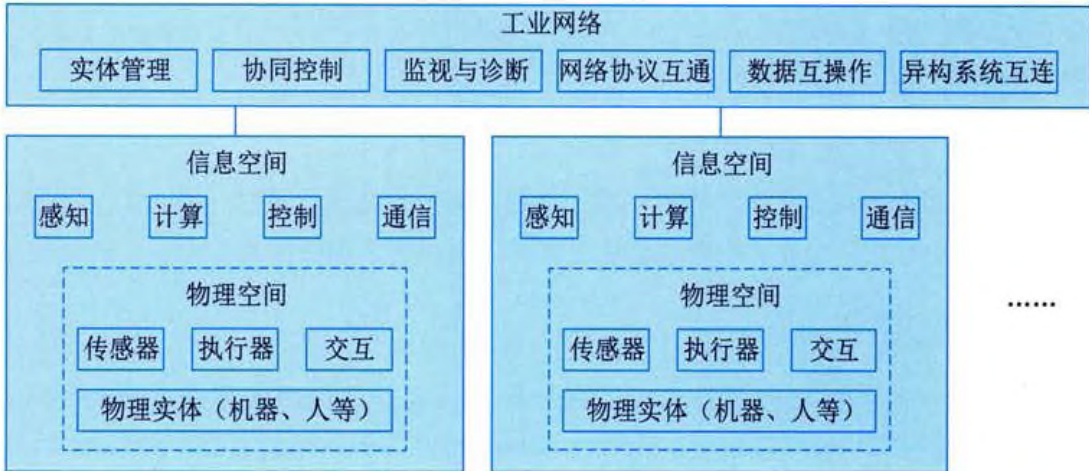 工业网络
实体管理 协同控制 监视与诊断 网络协议互通 数据互操作 异构系统互连
信息空间 信息空间
感知 计算 控制 通信 感知 计算 控制 通信
物理空间 物理空间
……
传感器 执行器 交互 传感器 执行器 交互
物理实体（机器、人等） 物理实体（机器、人等）